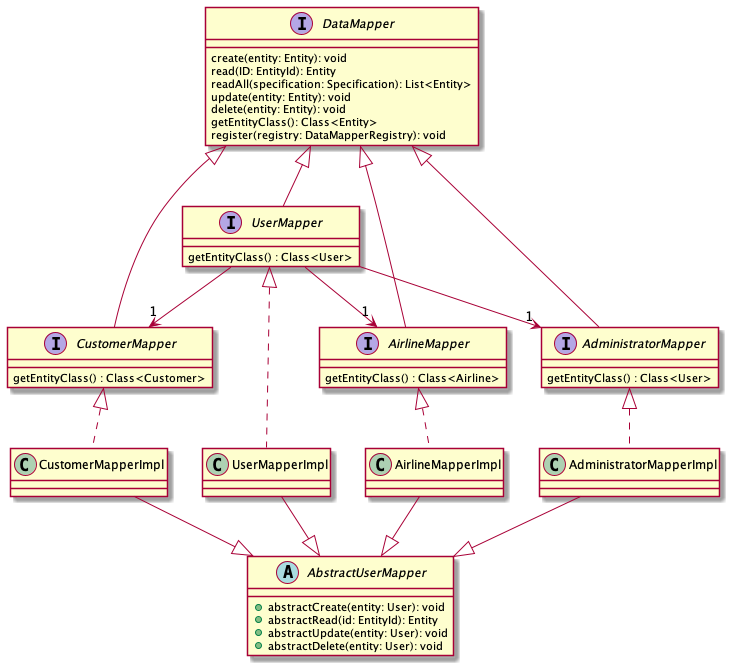 I DataMapper
create(entity: Entity): void
read(ID: EntityId): Entity
readAll(specification: Specification): List<Entity>
update(entity: Entity): void
delete(entity: Entity): void
getEntityClass(): Class<Entity>
register(registry: DataMapperRegistry): void
I UserMapper
getEntityClass() : Class<User>
1 1 1
I CustomerMapper
getEntityClass() : Class<Customer>
I AirlineMapper
getEntityClass() : Class<Airline>
I AdministratorMapper
getEntityClass() : Class<User>
C CustomerMapperImpl
C UserMapperImpl
C AirlineMapperImpl
C AdministratorMapperImpl
A AbstractUserMapper
abstractCreate(entity: User): void
abstractRead(id: EntityId): Entity
abstractUpdate(entity: User): void
abstractDelete(entity: User): void